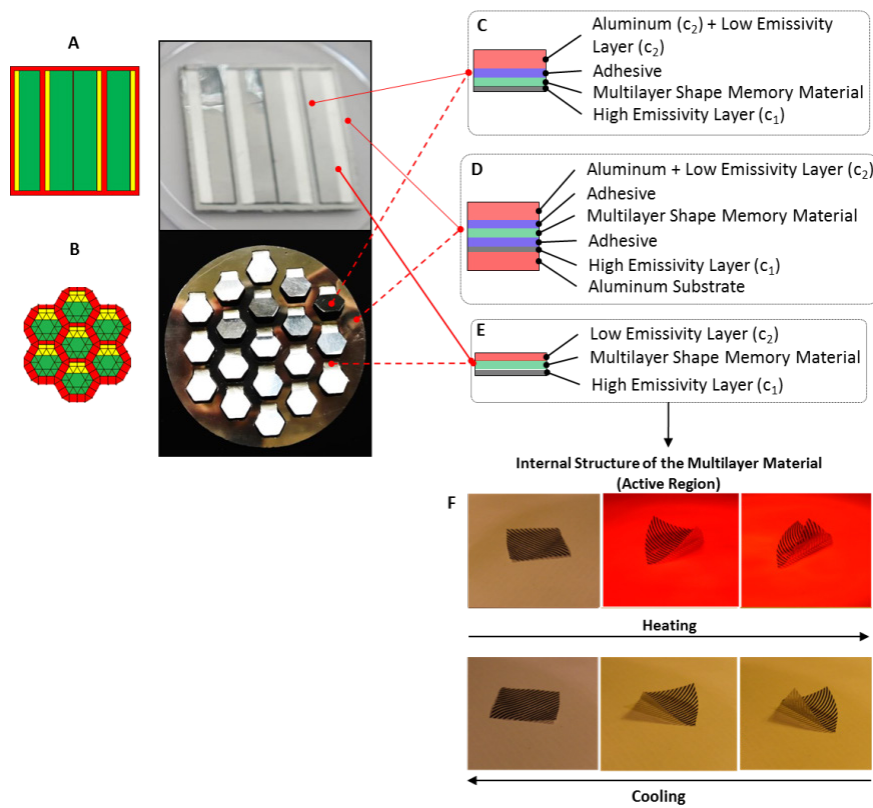 A
B
C
Aluminum (c₂) + Low Emissivity
Layer (c₂)
Adhesive
Multilayer Shape Memory Material
High Emissivity Layer (c₁)
D
Aluminum + Low Emissivity Layer (c₂)
Adhesive
Multilayer Shape Memory Material
Adhesive
High Emissivity Layer (c₁)
Aluminum Substrate
E
Low Emissivity Layer (c₂)
Multilayer Shape Memory Material
High Emissivity Layer (c₁)
Internal Structure of the Multilayer Material
(Active Region)
F
Heating
Cooling